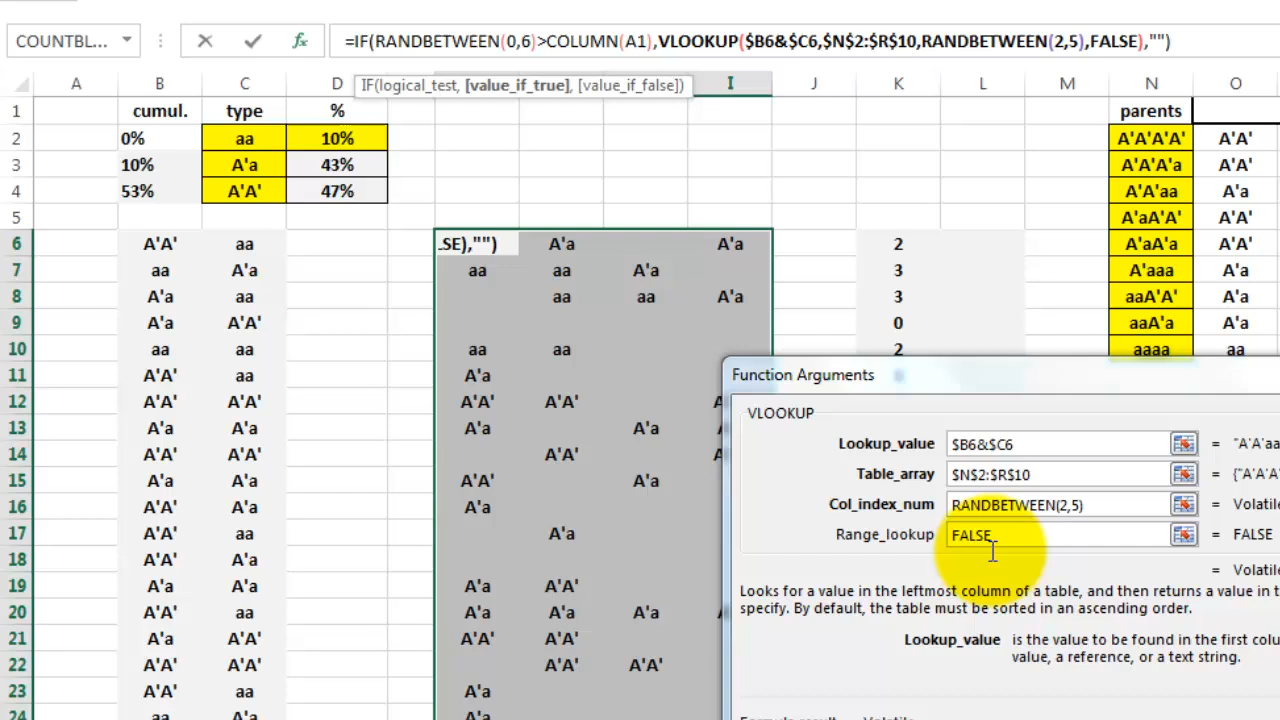 COUNTBL... =IF(RANDBETWEEN(0,6)>COLUMN(A1),VLOOKUP($B6&$C6,$N$2:$R$10,RANDBETWEEN(2,5),FALSE),"")
IF(logical_test, [value_if_true], [value_if_false])
A B C D I J K L M N O
1 cumul. type % parents
2 0% aa 10% A'A'A'A' A'A'
3 10% A'a 43% A'A'A'a A'A'
4 53% A'A' 47% A'A'aa A'a
5 A'aA'A' A'A'
6 A'A' aa .SE),"") A'a A'a 2 A'aA'a A'A'
7 aa A'a aa aa A'a 3 A'aaa A'a
8 A'a aa aa aa A'a 3 aaA'A' A'a
9 A'a A'A' 0 aaA'a A'a
10 aa aa aa aa 2 aaaa aa
11 A'A' aa A'a
12 A'A' A'A' A'A' A'A'
13 A'a A'A' A'a A'a
14 A'A' A'A' A'A'
15 A'a A'a A'A' A'a
16 A'a A'A' A'a
17 A'A' aa A'a
18 A'A' A'a
19 A'a A'A' A'a A'A'
20 A'A' aa A'a A'a A'a
21 A'a A'A' A'A' A'A'
22 A'A' A'A' A'A' A'A'
23 A'A' aa A'a
24 aa A'a A'a
Function Arguments
VLOOKUP
Lookup_value $B6&$C6 = "A'A'aa
Table_array $N$2:$R$10 = {"A'A'A
Col_index_num RANDBETWEEN(2,5) = Volatile
Range_lookup FALSE = FALSE
= Volatile
Looks for a value in the leftmost column of a table, and then returns a value in t
specify. By default, the table must be sorted in an ascending order.
Lookup_value is the value to be found in the first colu
value, a reference, or a text string.
Formula result = Volatile